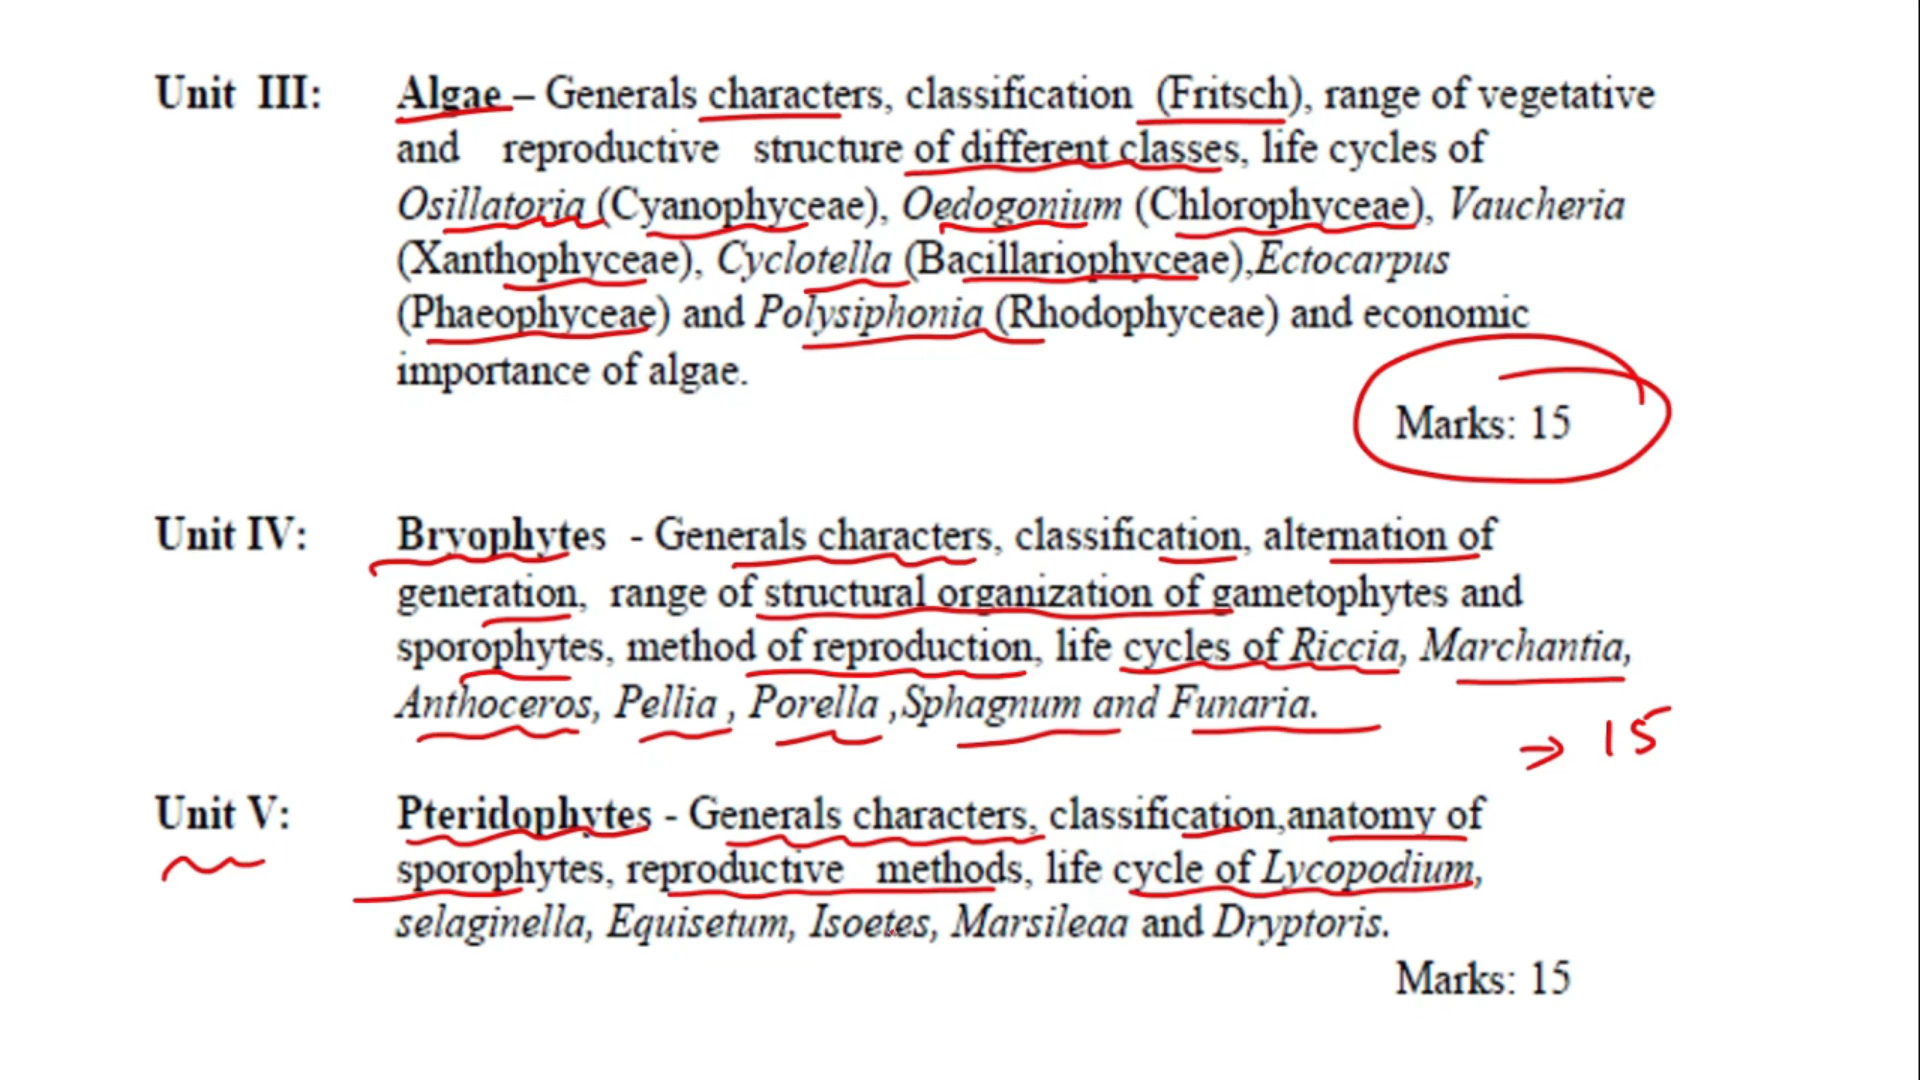 Unit III: Algae – Generals characters, classification (Fritsch), range of vegetative
and reproductive structure of different classes, life cycles of
Osillatoria (Cyanophyceae), Oedogonium (Chlorophyceae), Vaucheria
(Xanthophyceae), Cyclotella (Bacillariophyceae),Ectocarpus
(Phaeophyceae) and Polysiphonia (Rhodophyceae) and economic
importance of algae.
Marks: 15
Unit IV: Bryophytes - Generals characters, classification, alternation of
generation, range of structural organization of gametophytes and
sporophytes, method of reproduction, life cycles of Riccia, Marchantia,
Anthoceros, Pellia , Porella ,Sphagnum and Funaria.
→ 15
Unit V: Pteridophytes - Generals characters, classification,anatomy of
sporophytes, reproductive methods, life cycle of Lycopodium,
selaginella, Equisetum, Isoetes, Marsileaa and Dryptoris.
Marks: 15